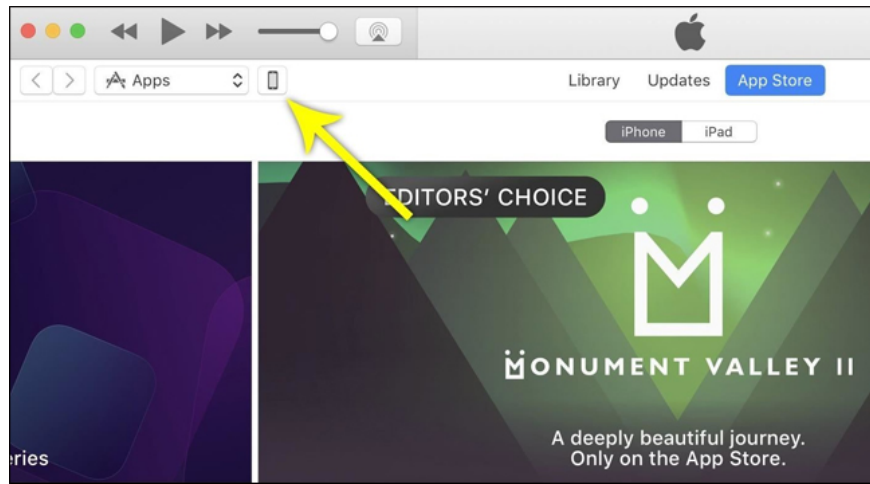 Apps
Library Updates App Store
iPhone iPad
EDITORS' CHOICE
MONUMENT VALLEY II
A deeply beautiful journey.
Only on the App Store.
eries